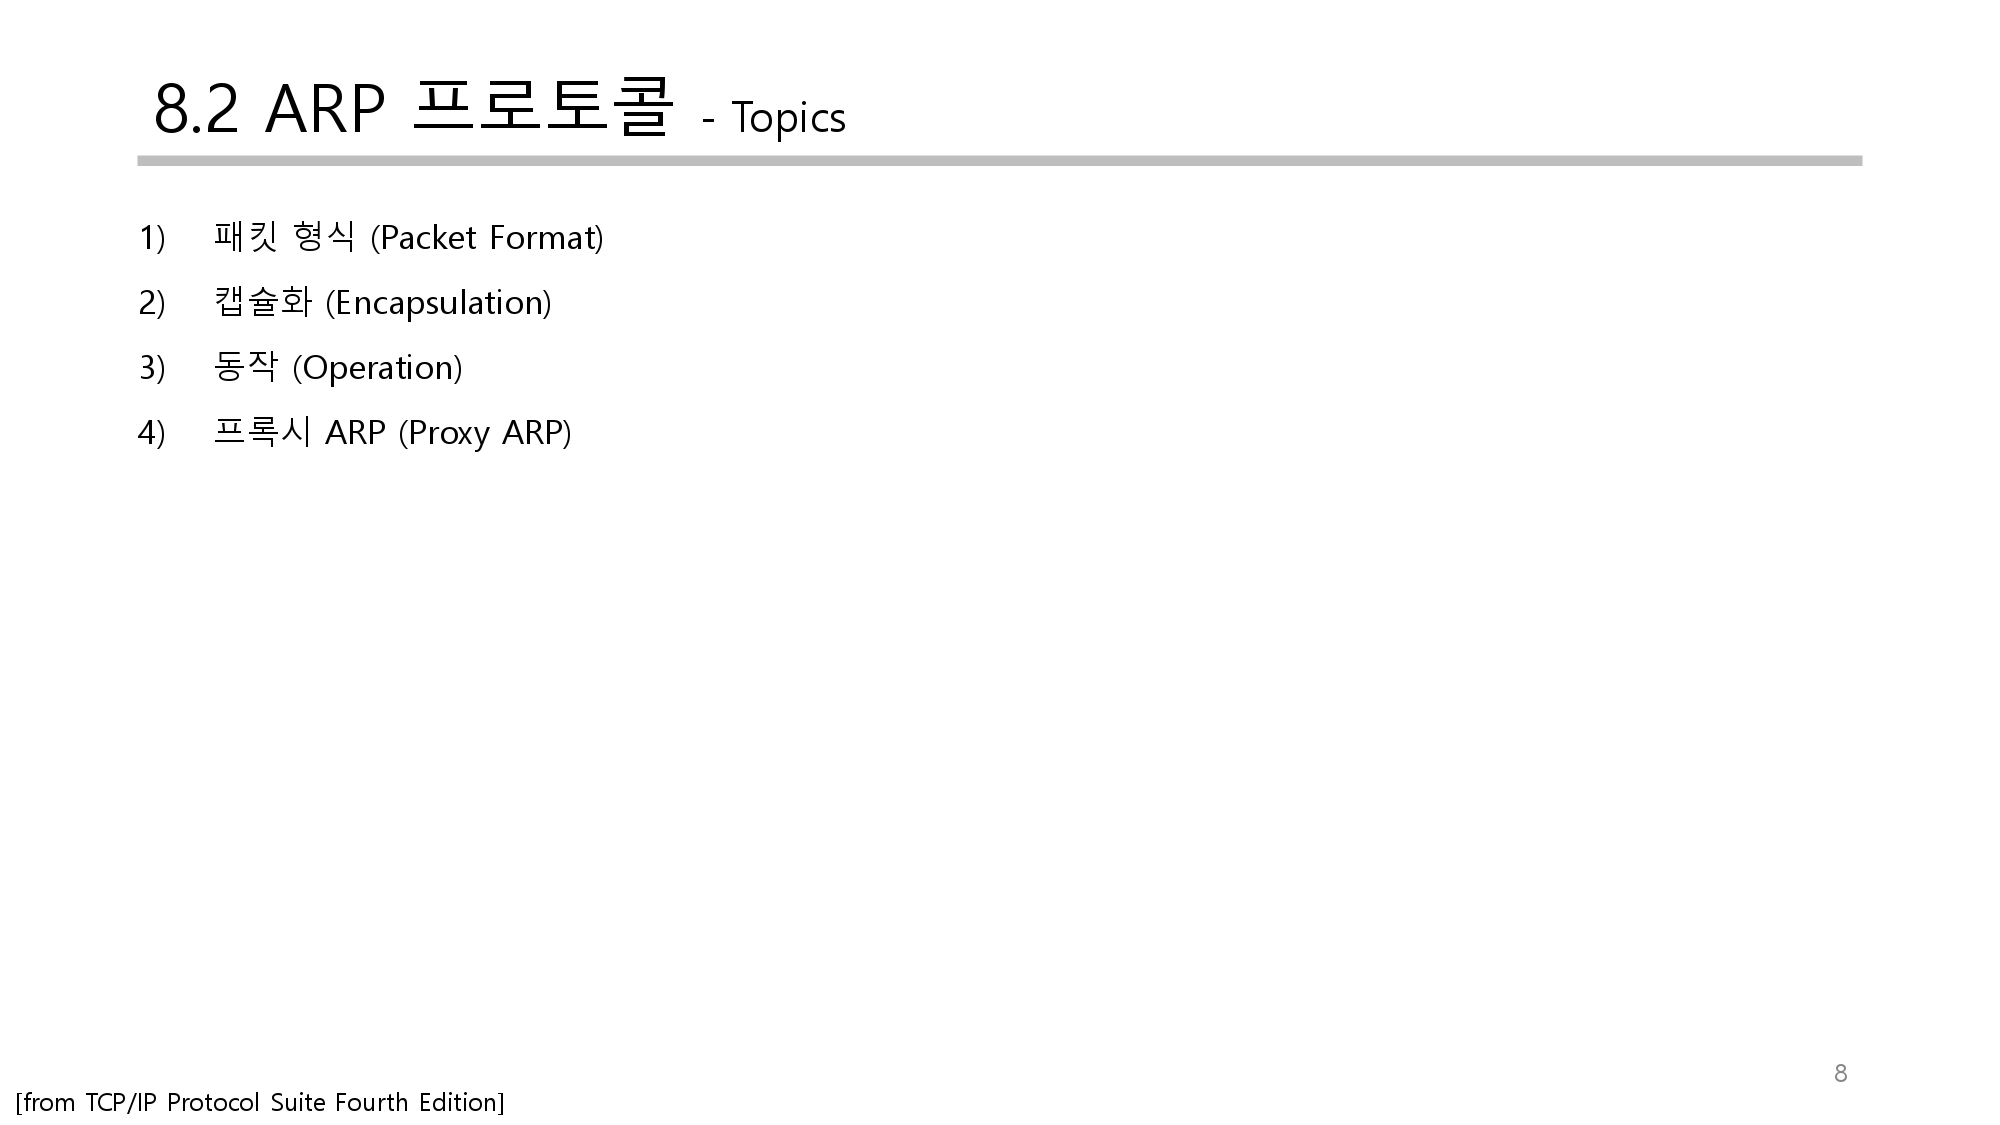 8.2 ARP 프로토콜 - Topics
1) 패킷 형식 (Packet Format)
2) 캡슐화 (Encapsulation)
3) 동작 (Operation)
4) 프록시 ARP (Proxy ARP)
8
[from TCP/IP Protocol Suite Fourth Edition]